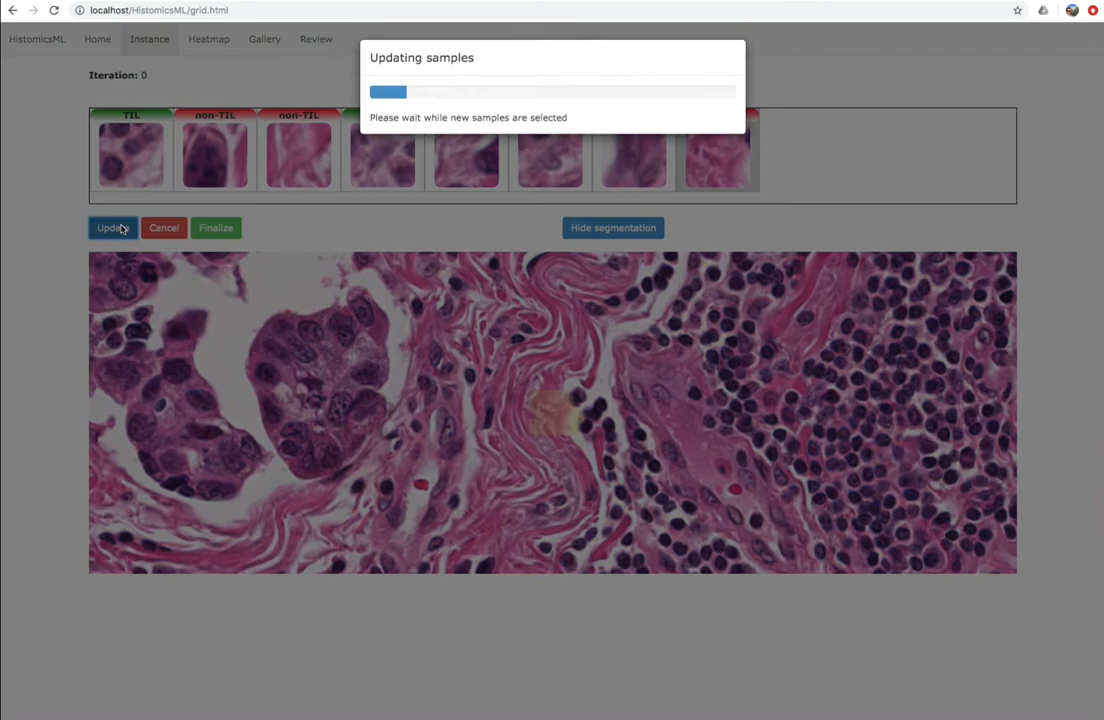 localhost/HistomicsML/grid.html
HistomicsML Home Instance Heatmap Gallery Review
Updating samples
Please wait while new samples are selected
Iteration: 0
TIL non-TIL non-TIL
Update Cancel Finalize Hide segmentation